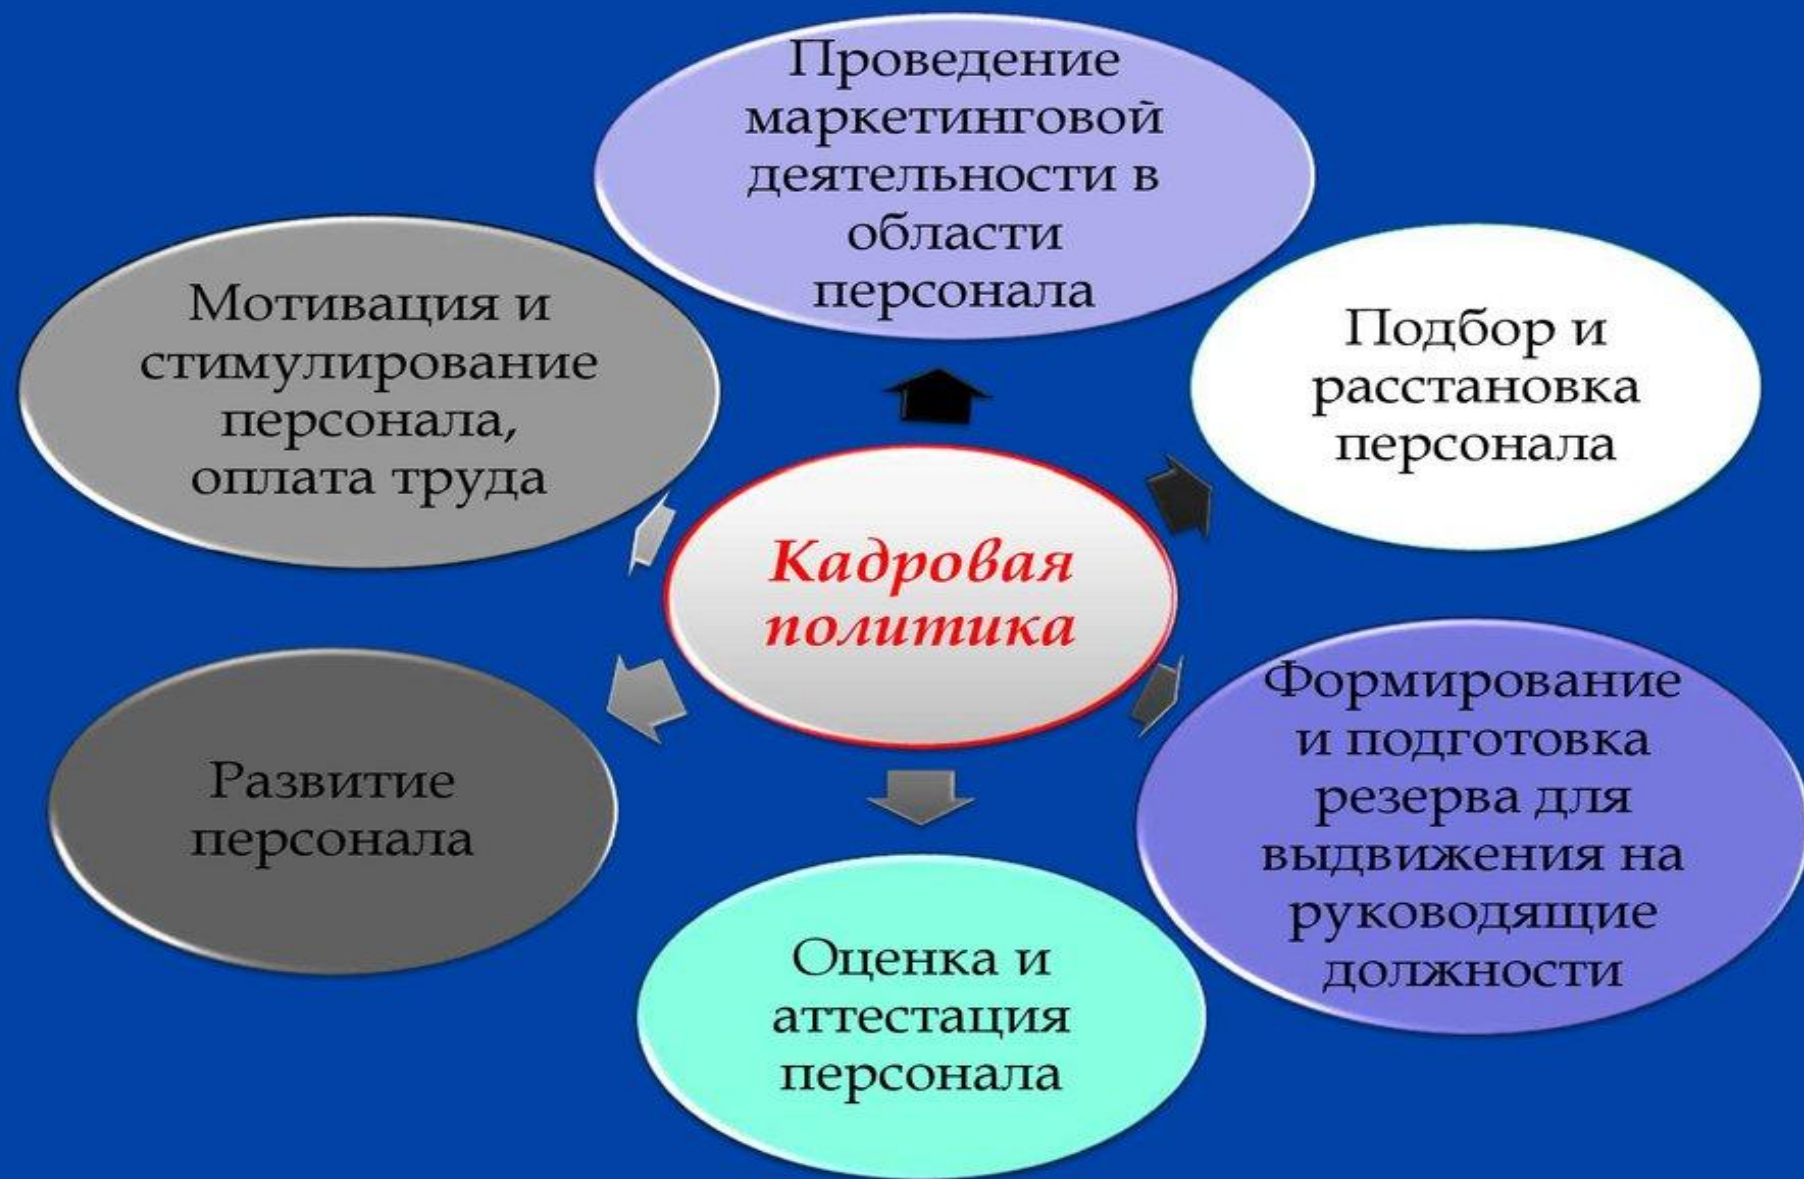 Проведение
маркетинговой
деятельности в
области
персонала
Подбор и
расстановка
персонала
Формирование
и подготовка
резерва для
выдвижения на
руководящие
должности
Оценка и
аттестация
персонала
Развитие
персонала
Мотивация и
стимулирование
персонала,
оплата труда
Кадровая
политика